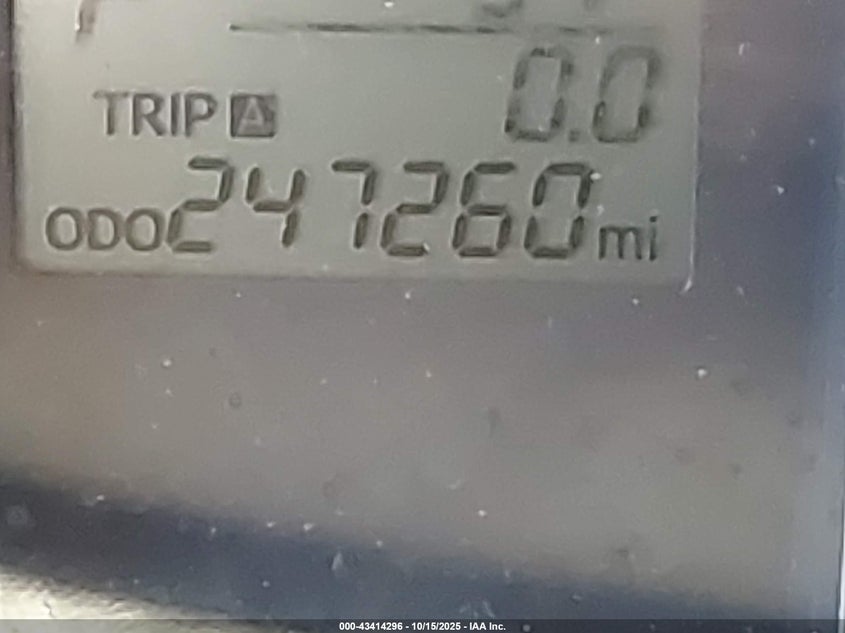 0.0
TRIP A
ODO 247260 mi
000-43414296 - 10/15/2025 - IAA Inc.